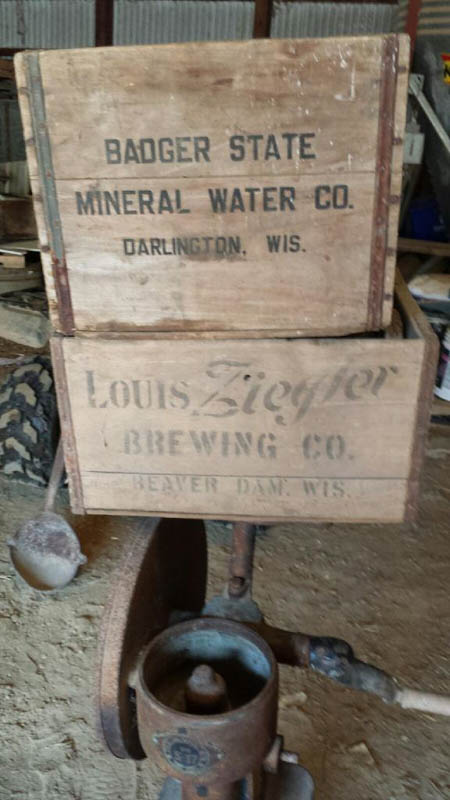 BADGER STATE
MINERAL WATER CO.
DARLINGTON, WIS.
LOUIS Ziegler
BREWING CO.
BEAVER DAM. WIS.